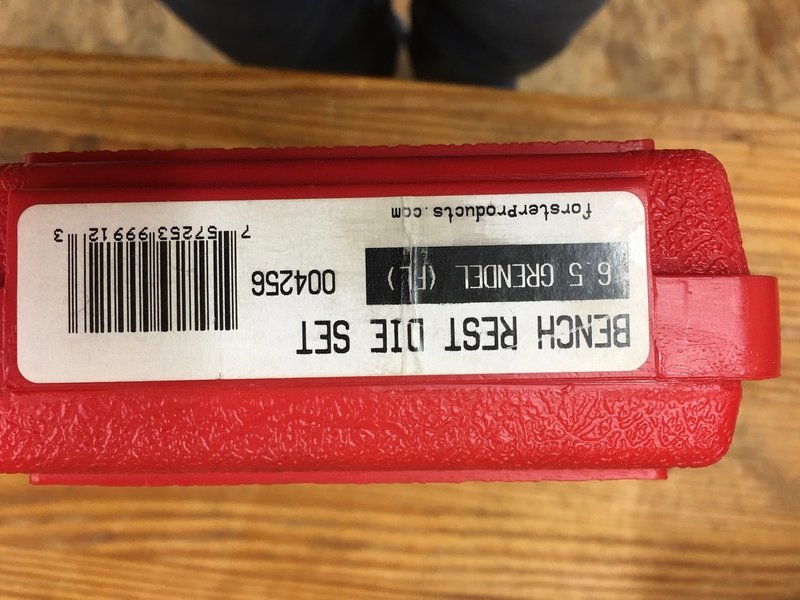 BENCH REST DIE SET
6.5 GRENDEL (FL) 004256
forsterProducts.com
7 57253 99912 3